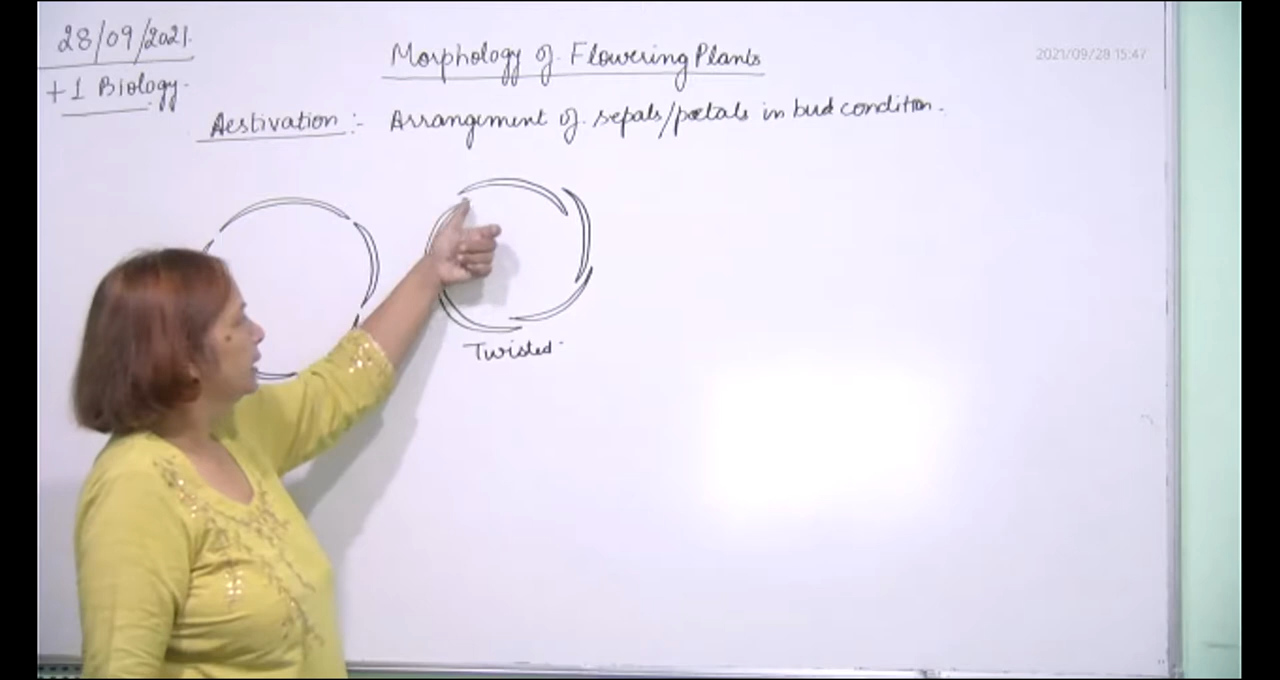 28/09/2021.
+1 Biology.
Morphology of Flowering Plants
2021/09/28 15:47
Aestivation :- Arrangement of sepals/petals in bud condition.
Twisted